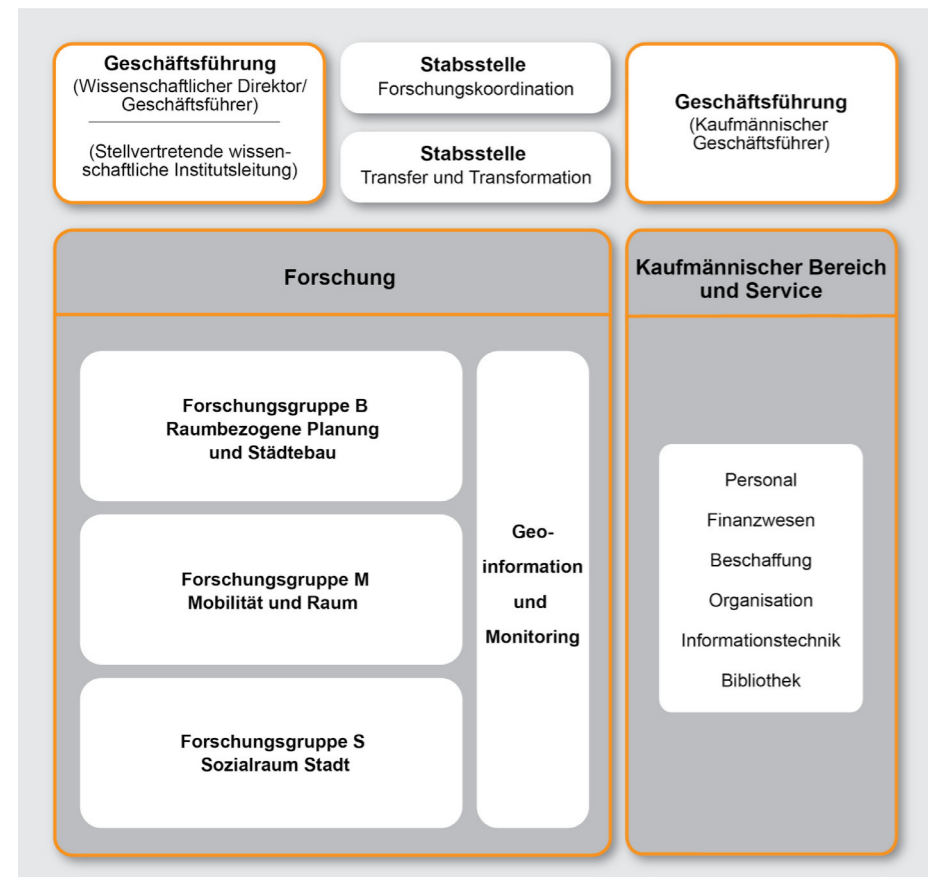 Geschäftsführung
(Wissenschaftlicher Direktor/
Geschäftsführer)
(Stellvertretende wissen-
schaftliche Institutsleitung)
Stabsstelle
Forschungskoordination
Stabsstelle
Transfer und Transformation
Geschäftsführung
(Kaufmännischer
Geschäftsführer)
Forschung
Forschungsgruppe B
Raumbezogene Planung
und Städtebau
Forschungsgruppe M
Mobilität und Raum
Forschungsgruppe S
Sozialraum Stadt
Geo-
information
und
Monitoring
Kaufmännischer Bereich
und Service
Personal
Finanzwesen
Beschaffung
Organisation
Informationstechnik
Bibliothek